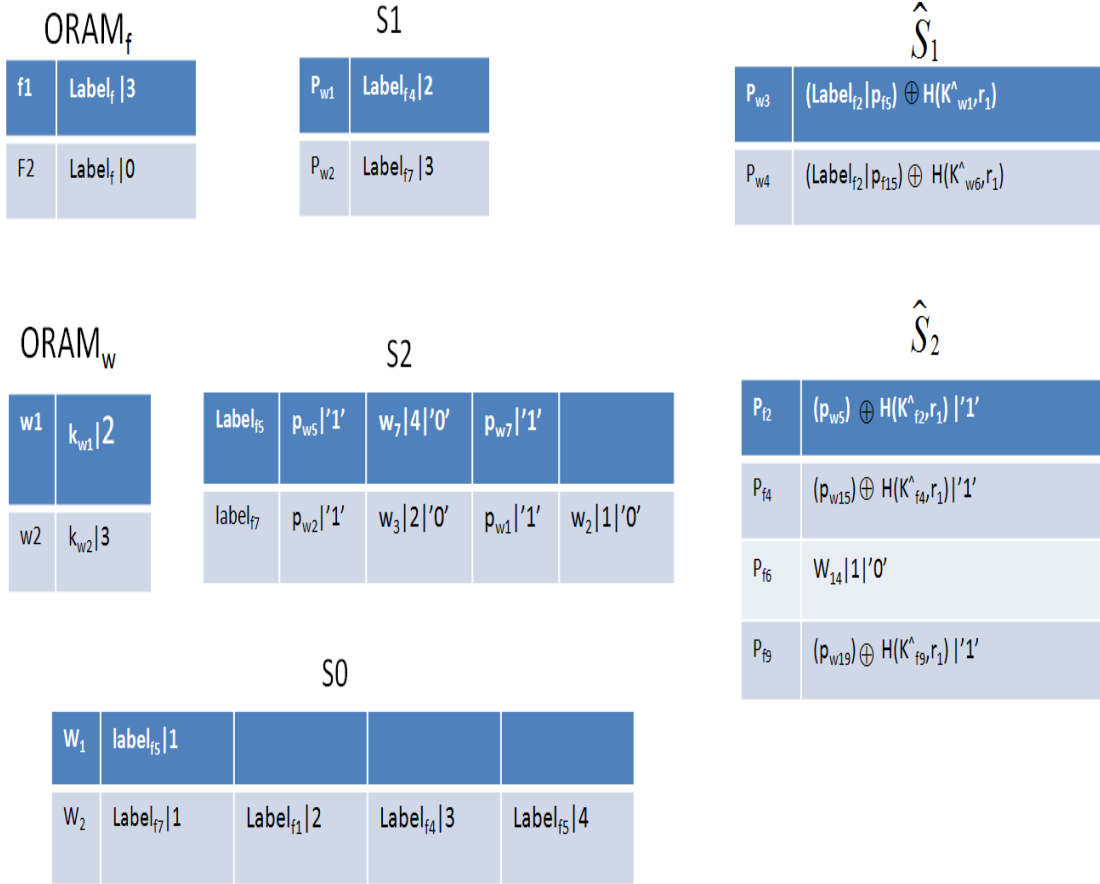 ORAMf
f1 Labelf |3
F2 Labelf |0
S1
Pw1 Labelf4|2
Pw2 Labelf7|3
Ŝ1
Pw3 (Labelf2|pf5) ⊕ H(K^w1,r1)
Pw4 (Labelf2|pf15) ⊕ H(K^w6,r1)
ORAMw
w1 kw1|2
w2 kw2|3
S2
Labelf5 pw5|'1' w7|4|'0' pw7|'1'
labelf7 pw2|'1' w3|2|'0' pw1|'1' w2|1|'0'
Ŝ2
Pf2 (pw5) ⊕ H(K^f2,r1) |'1'
Pf4 (pw15) ⊕ H(K^f4,r1) |'1'
Pf6 W14|1|'0'
Pf9 (pw19) ⊕ H(K^f9,r1) |'1'
S0
W1 labelf5|1
W2 Labelf7|1 Labelf1|2 Labelf4|3 Labelf5|4